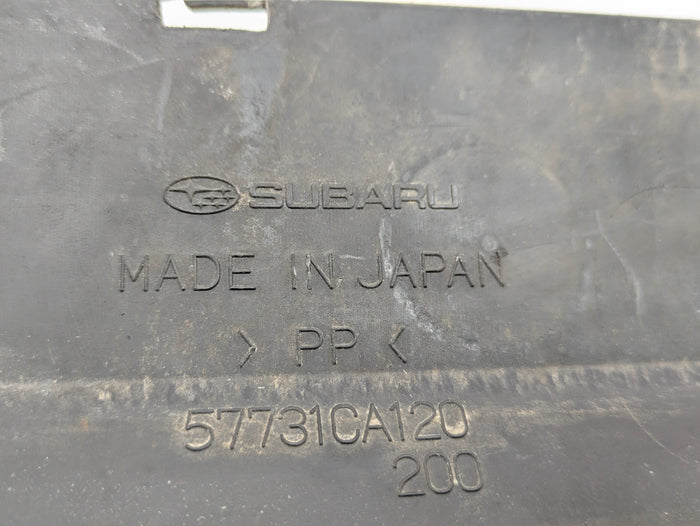 SUBARU
MADE IN JAPAN
> PP <
57731CA120
200